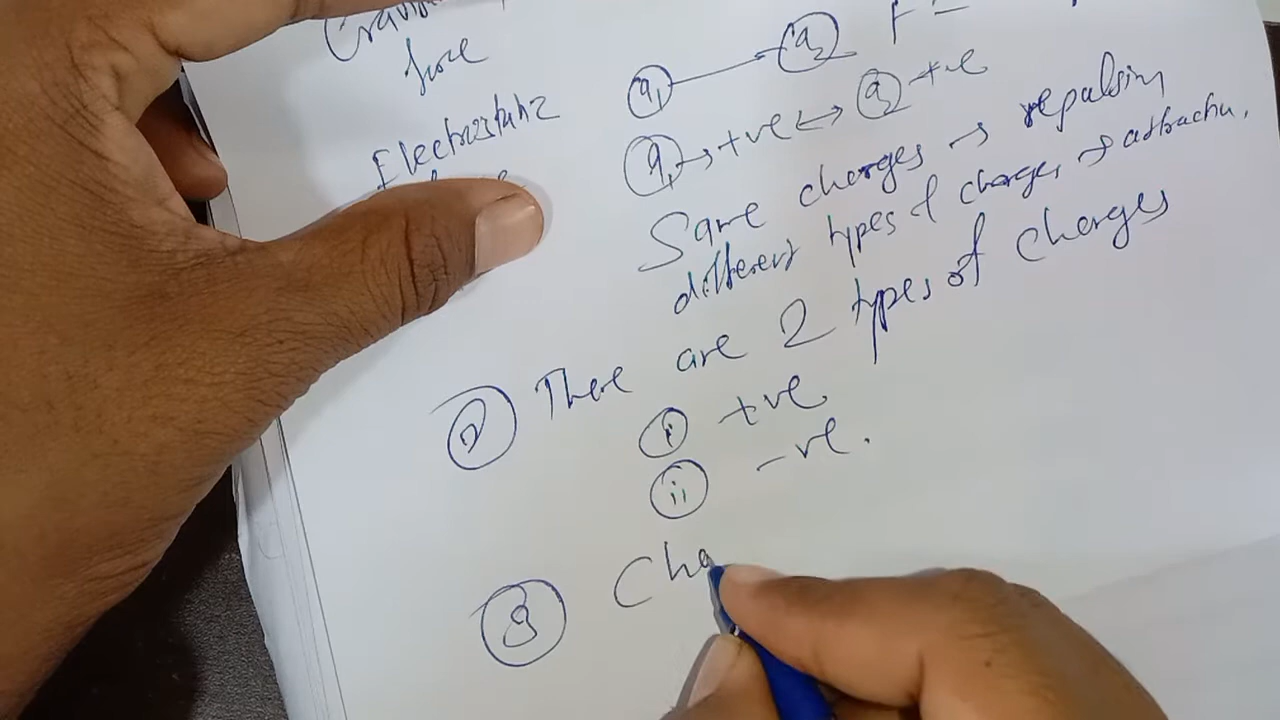 force
q1 → q2 F =
Electrostatic
q1 → +ve ↔ q2 +ve
Same charges → repulsion
different types of charges →
② There are 2 types of charges
i +ve
ii -ve.
③ Cha